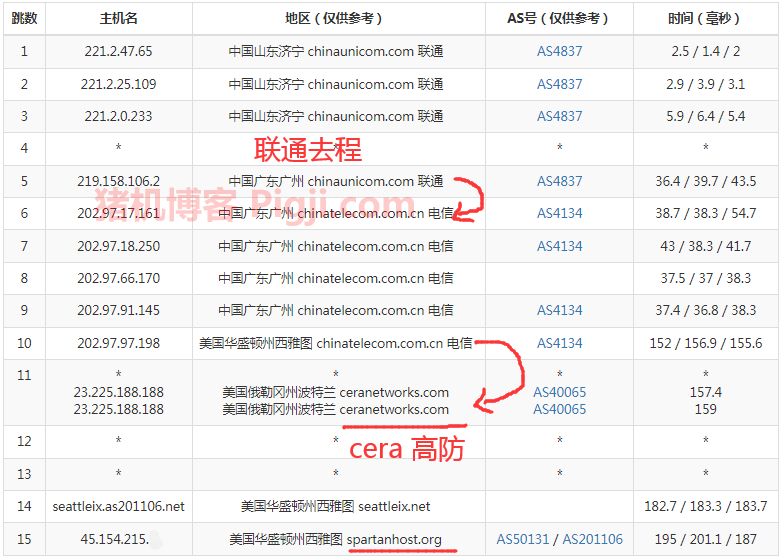 跳数 主机名 地区（仅供参考） AS号（仅供参考） 时间（毫秒）
1 221.2.47.65 中国山东济宁 chinaunicom.com 联通 AS4837 2.5 / 1.4 / 2
2 221.2.25.109 中国山东济宁 chinaunicom.com 联通 AS4837 2.9 / 3.9 / 3.1
3 221.2.0.233 中国山东济宁 chinaunicom.com 联通 AS4837 5.9 / 6.4 / 5.4
4 * * * *
联通去程
5 219.158.106.2 中国广东广州 chinaunicom.com 联通 AS4837 36.4 / 39.7 / 43.5
猪机博客 Pigji.com
6 202.97.17.161 中国广东广州 chinatelecom.com.cn 电信 AS4134 38.7 / 38.3 / 54.7
7 202.97.18.250 中国广东广州 chinatelecom.com.cn 电信 AS4134 43 / 38.3 / 41.7
8 202.97.66.170 中国广东广州 chinatelecom.com.cn 电信 37.5 / 37 / 38.3
9 202.97.91.145 中国广东广州 chinatelecom.com.cn 电信 AS4134 37.4 / 36.8 / 38.3
10 202.97.97.198 美国华盛顿州西雅图 chinatelecom.com.cn 电信 AS4134 152 / 156.9 / 155.6
11 * * * *
23.225.188.188 美国俄勒冈州波特兰 ceranetworks.com AS40065 157.4
23.225.188.188 美国俄勒冈州波特兰 ceranetworks.com AS40065 159
12 * * * *
cera 高防
13 * * * *
14 seattleix.as201106.net 美国华盛顿州西雅图 seattleix.net 182.7 / 183.3 / 183.7
15 45.154.215. 美国华盛顿州西雅图 spartanhost.org AS50131 / AS201106 195 / 201.1 / 187